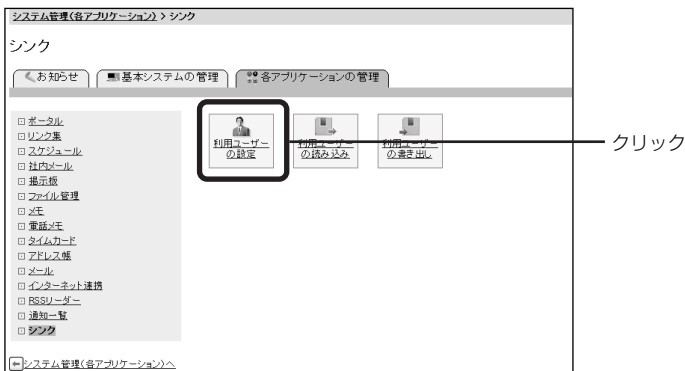 システム管理(各アプリケーション) > シンク
シンク
お知らせ
基本システムの管理
各アプリケーションの管理
ポータル
リンク集
スケジュール
社内メール
掲示板
ファイル管理
メモ
電話メモ
タイムカード
アドレス帳
メール
インターネット連携
RSSリーダー
通知一覧
シンク
利用ユーザー
の設定
利用ユーザー
の読み込み
利用ユーザー
の書き出し
クリック
システム管理(各アプリケーション)へ